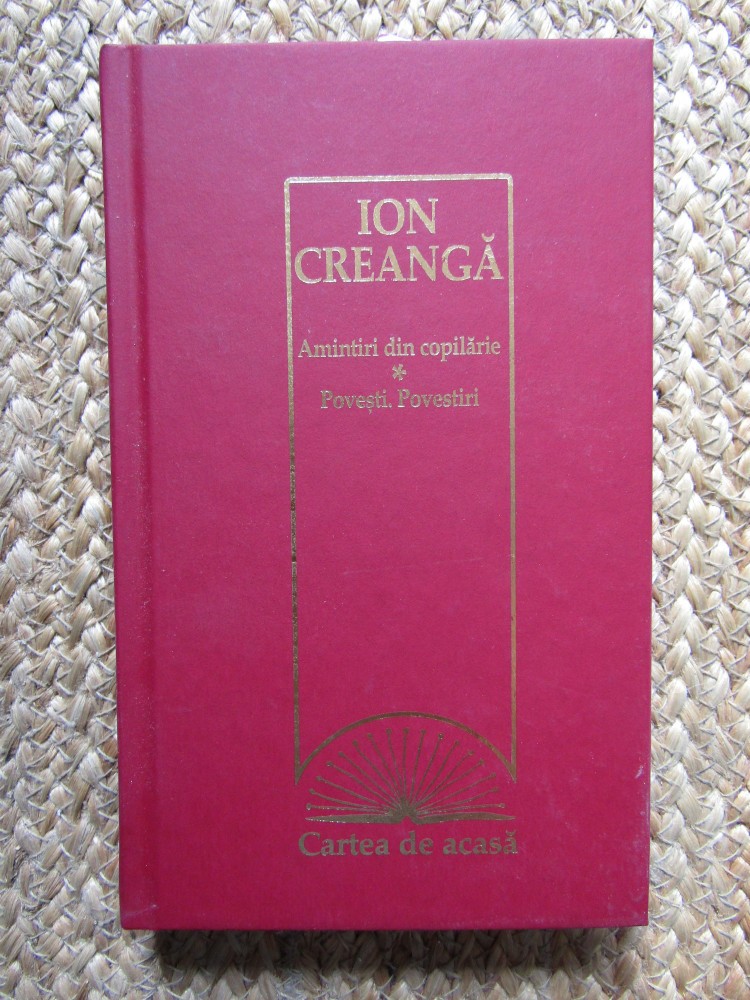 ION
CREANGĂ
Amintiri din copilărie
*
Povești. Povestiri
Cartea de acasă